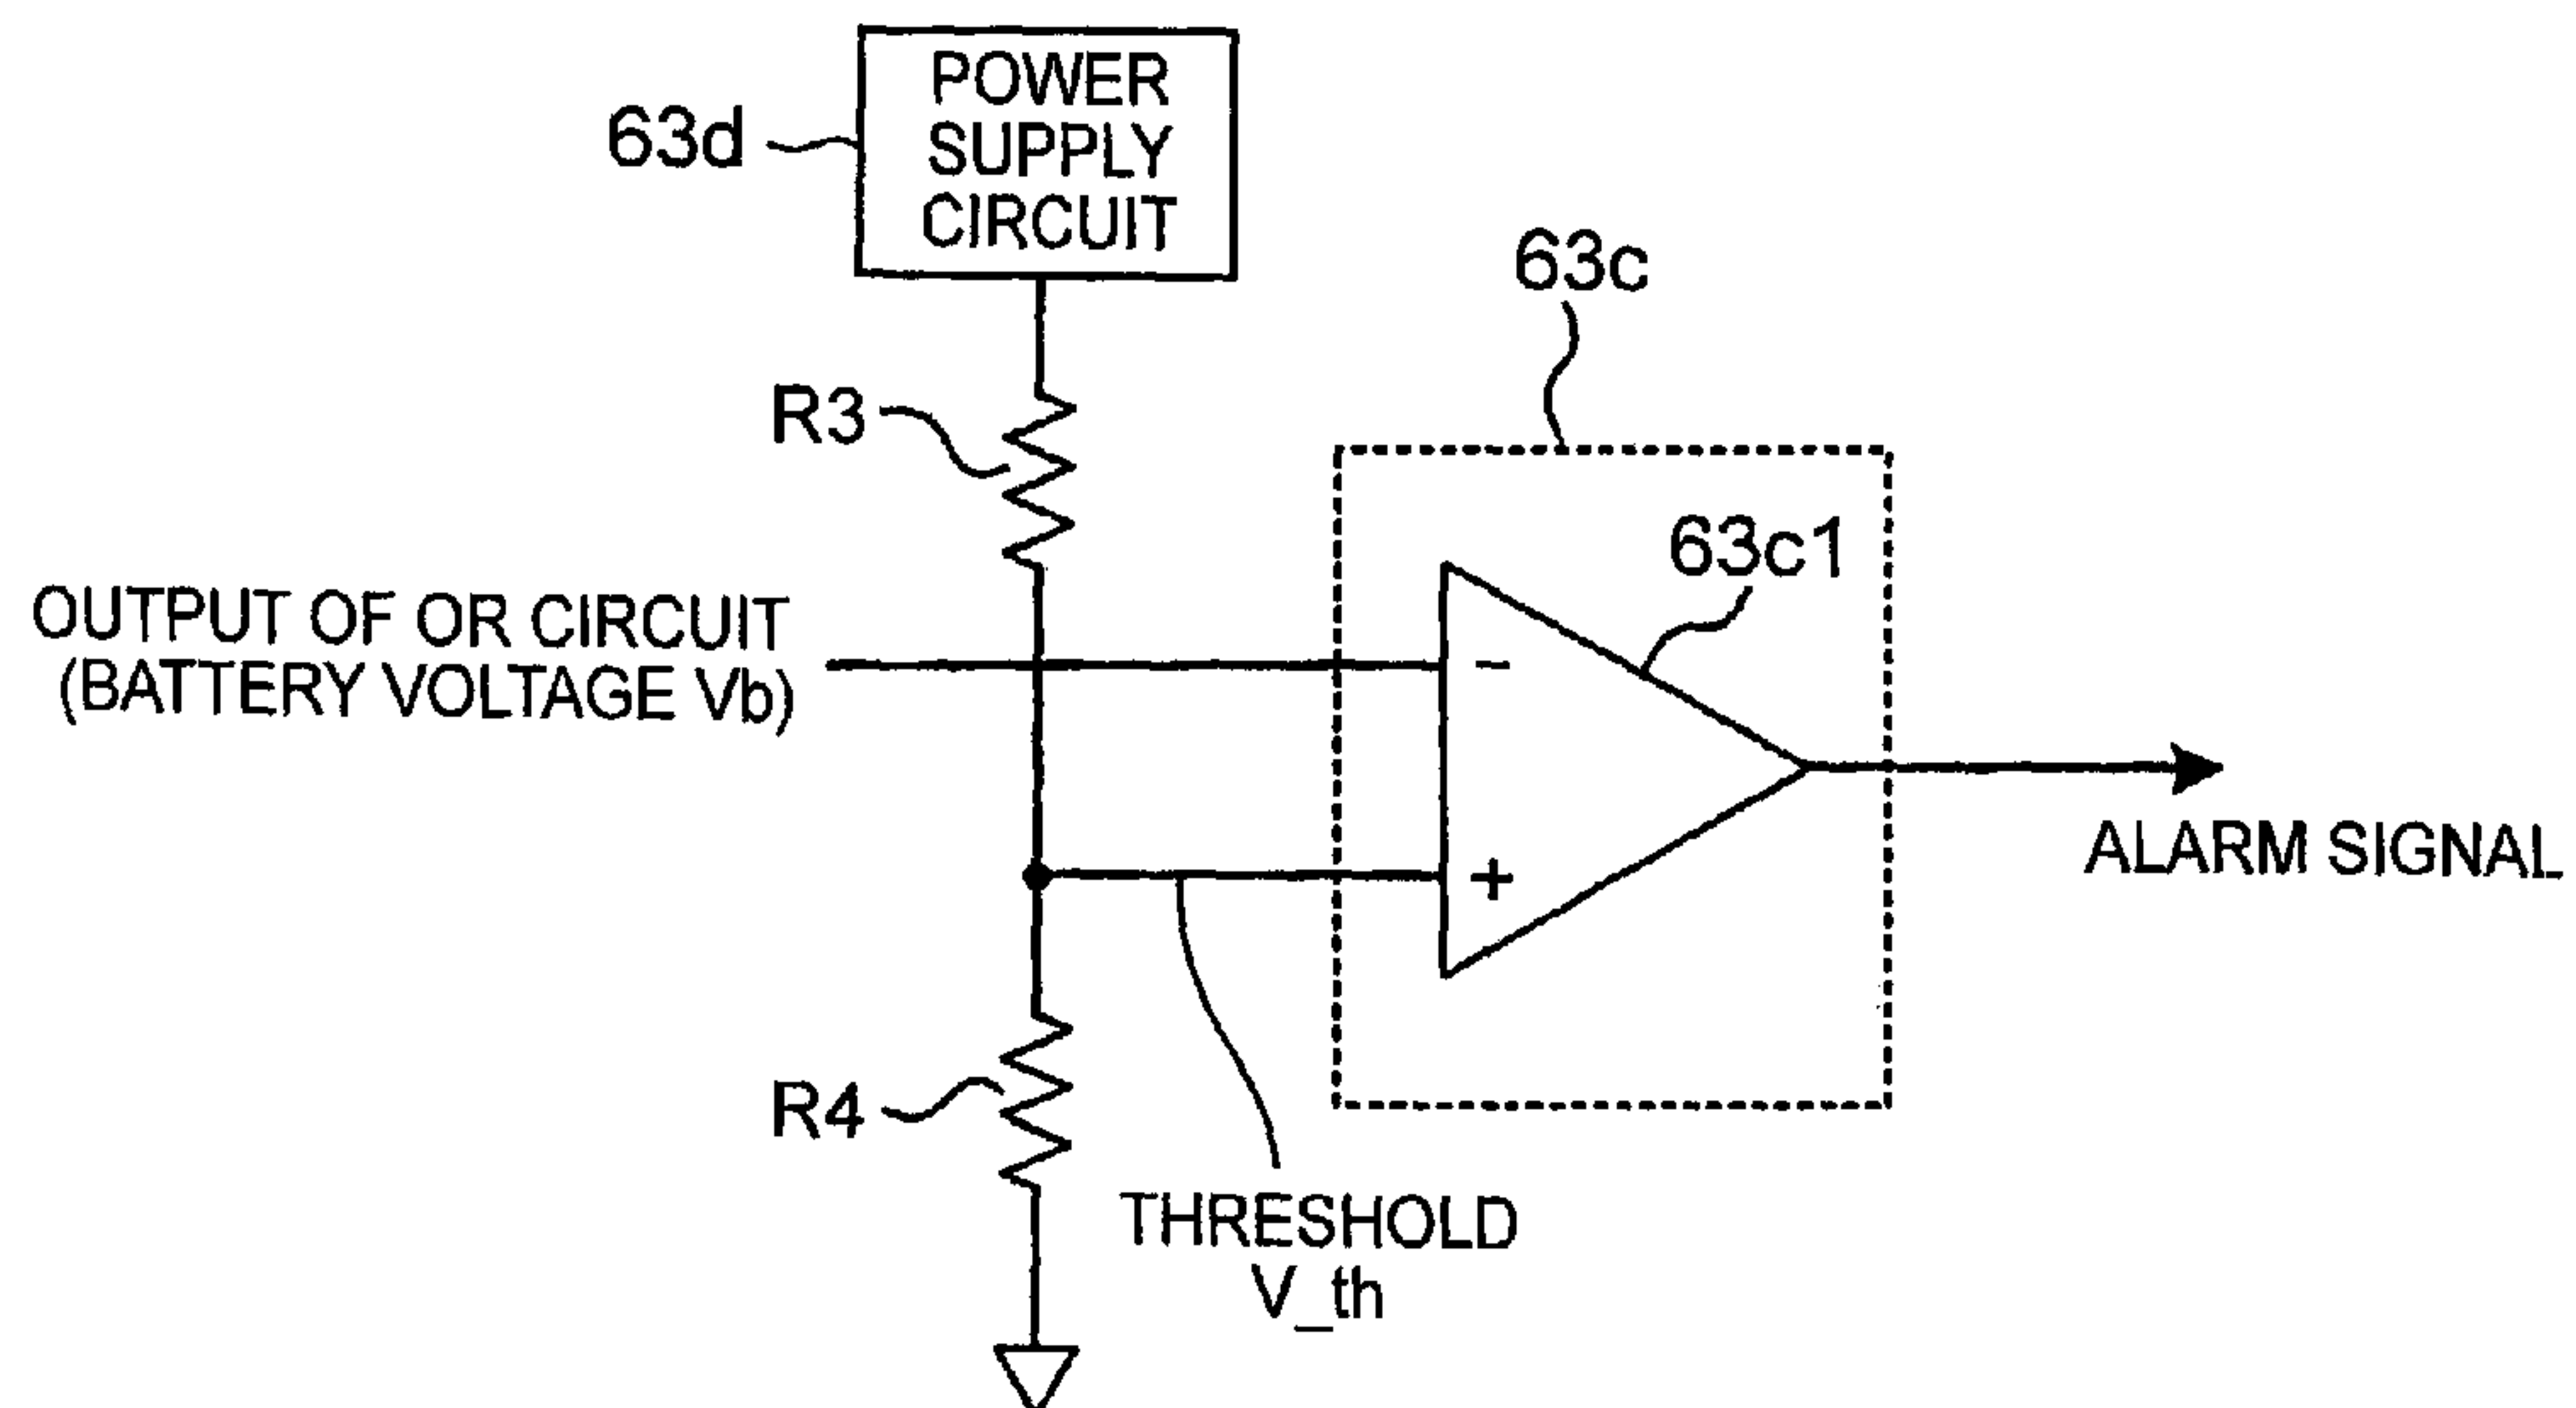 POWER
SUPPLY
CIRCUIT
63d
63c
R3
63c1
OUTPUT OF OR CIRCUIT
(BATTERY VOLTAGE Vb)
-
+
ALARM SIGNAL
R4
THRESHOLD
V_th